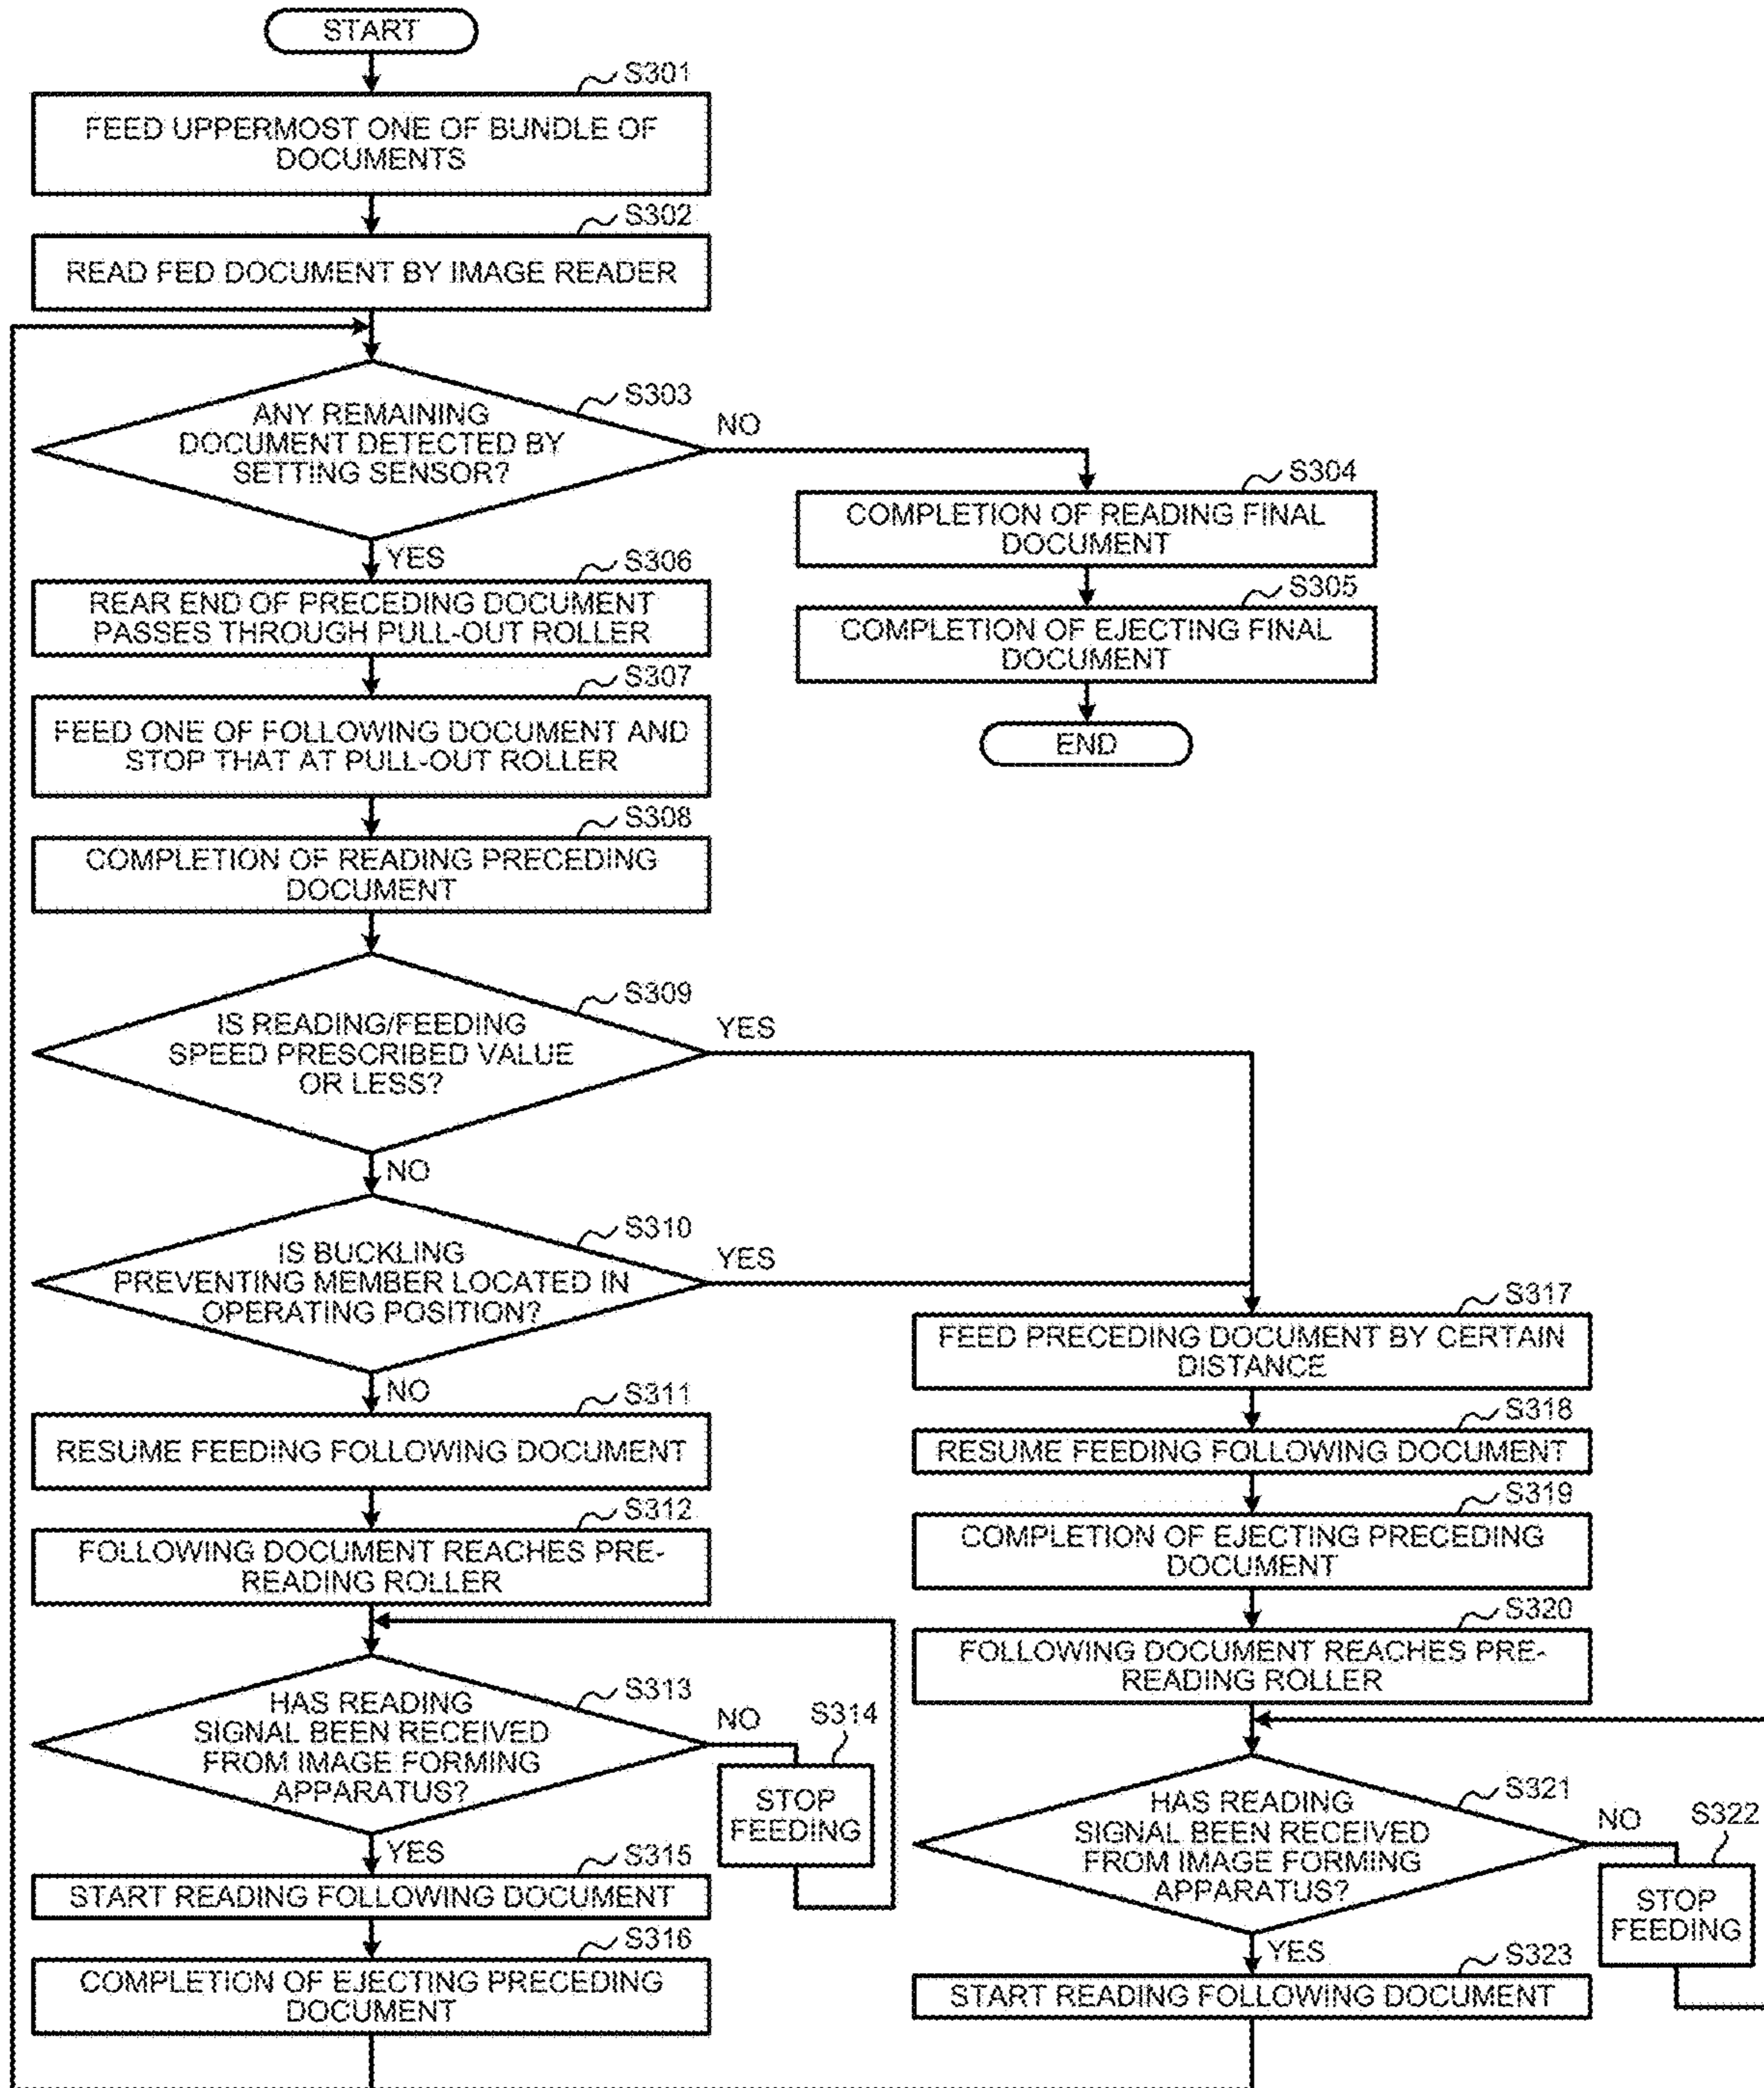 START
S301
FEED UPPERMOST ONE OF BUNDLE OF
DOCUMENTS
S302
READ FED DOCUMENT BY IMAGE READER
S303
ANY REMAINING
DOCUMENT DETECTED BY
SETTING SENSOR?
NO
YES
S304
COMPLETION OF READING FINAL
DOCUMENT
S305
COMPLETION OF EJECTING FINAL
DOCUMENT
END
S306
REAR END OF PRECEDING DOCUMENT
PASSES THROUGH PULL-OUT ROLLER
S307
FEED ONE OF FOLLOWING DOCUMENT AND
STOP THAT AT PULL-OUT ROLLER
S308
COMPLETION OF READING PRECEDING
DOCUMENT
S309
IS READING/FEEDING
SPEED PRESCRIBED VALUE
OR LESS?
YES
NO
S310
IS BUCKLING
PREVENTING MEMBER LOCATED IN
OPERATING POSITION?
YES
NO
S311
RESUME FEEDING FOLLOWING DOCUMENT
S312
FOLLOWING DOCUMENT REACHES PRE-
READING ROLLER
S313
HAS READING
SIGNAL BEEN RECEIVED
FROM IMAGE FORMING
APPARATUS?
NO
S314
STOP
FEEDING
YES
S315
START READING FOLLOWING DOCUMENT
S316
COMPLETION OF EJECTING PRECEDING
DOCUMENT
S317
FEED PRECEDING DOCUMENT BY CERTAIN
DISTANCE
S318
RESUME FEEDING FOLLOWING DOCUMENT
S319
COMPLETION OF EJECTING PRECEDING
DOCUMENT
S320
FOLLOWING DOCUMENT REACHES PRE-
READING ROLLER
S321
HAS READING
SIGNAL BEEN RECEIVED
FROM IMAGE FORMING
APPARATUS?
NO
S322
STOP
FEEDING
YES
S323
START READING FOLLOWING DOCUMENT